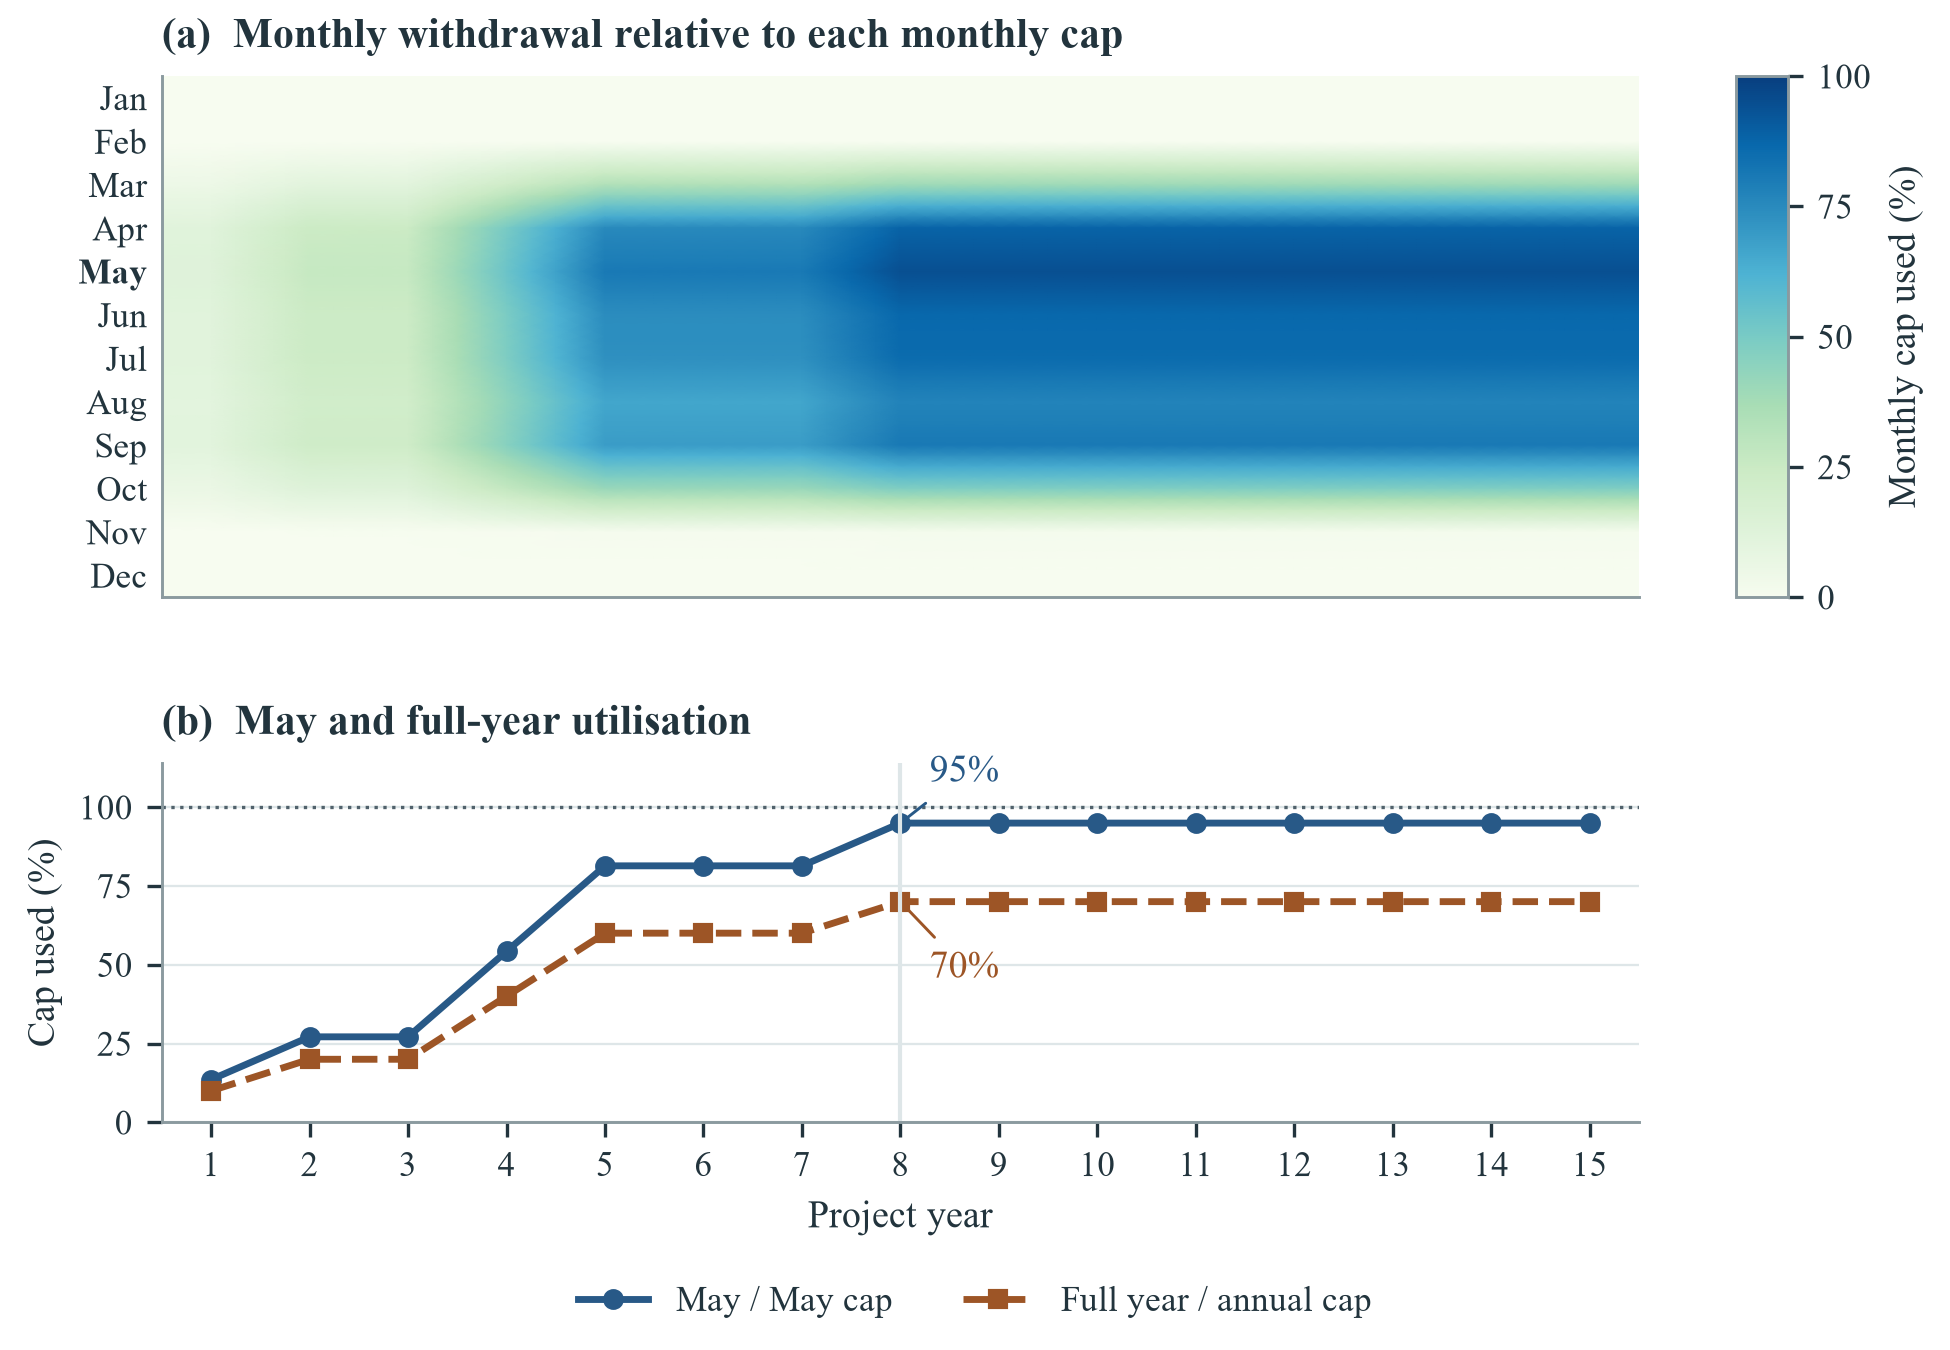 (a) Monthly withdrawal relative to each monthly cap
Jan
Feb
Mar
Apr
May
Jun
Jul
Aug
Sep
Oct
Nov
Dec
100
75
50
25
0
Monthly cap used (%)
(b) May and full-year utilisation
95%
70%
100
75
50
25
0
Cap used (%)
1 2 3 4 5 6 7 8 9 10 11 12 13 14 15
Project year
May / May cap
Full year / annual cap